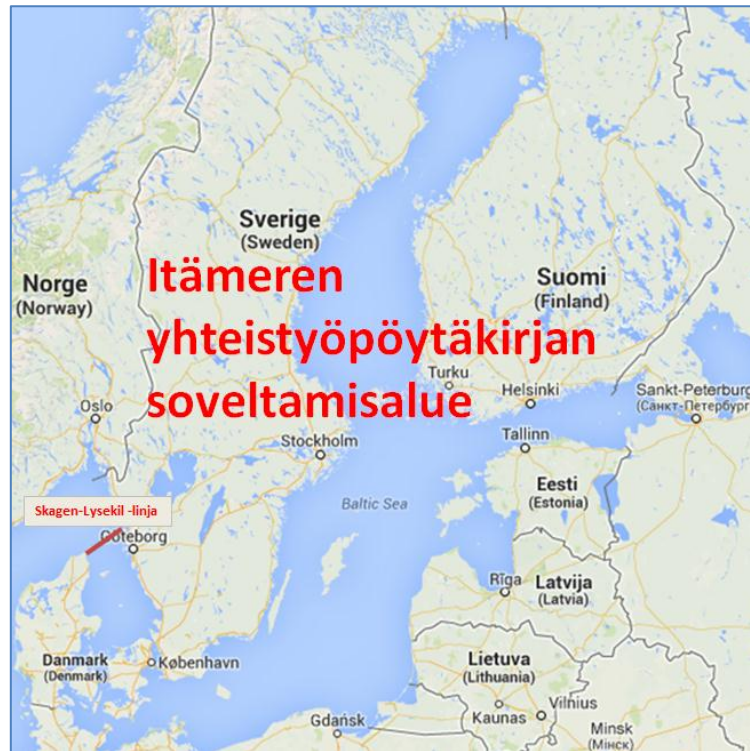 Sverige
(Sweden)
Norge
(Norway)
Itämeren
yhteistyöpöytäkirjan
soveltamisalue
Suomi
(Finland)
Turku
Helsinki
Sankt-Peterburg
(Санкт-Петербург)
Oslo
Stockholm
Tallinn
Eesti
(Estonia)
Baltic Sea
Skagen-Lysekil -linja
Göteborg
Rīga
Latvija
(Latvia)
Danmark
(Denmark)
København
Lietuva
(Lithuania)
Kaunas
Vilnius
Gdańsk
Minsk
(Мінск)